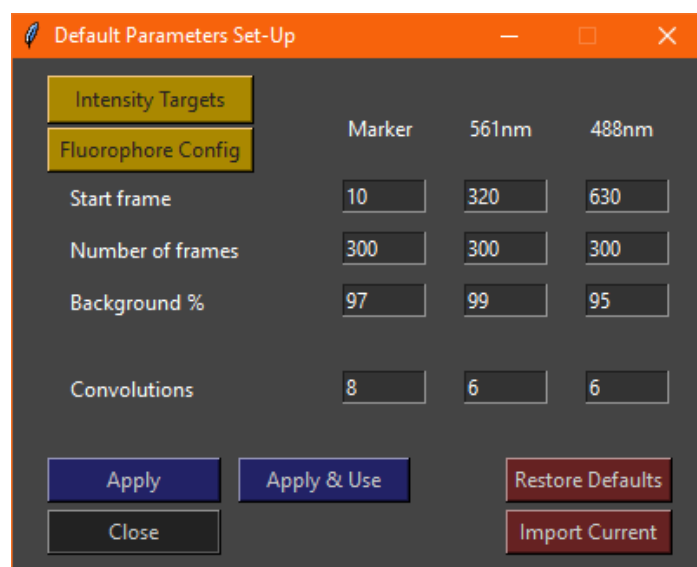 Default Parameters Set-Up
Intensity Targets
Fluorophore Config
Marker 561nm 488nm
Start frame 10 320 630
Number of frames 300 300 300
Background % 97 99 95
Convolutions 8 6 6
Apply Apply & Use Restore Defaults
Close Import Current